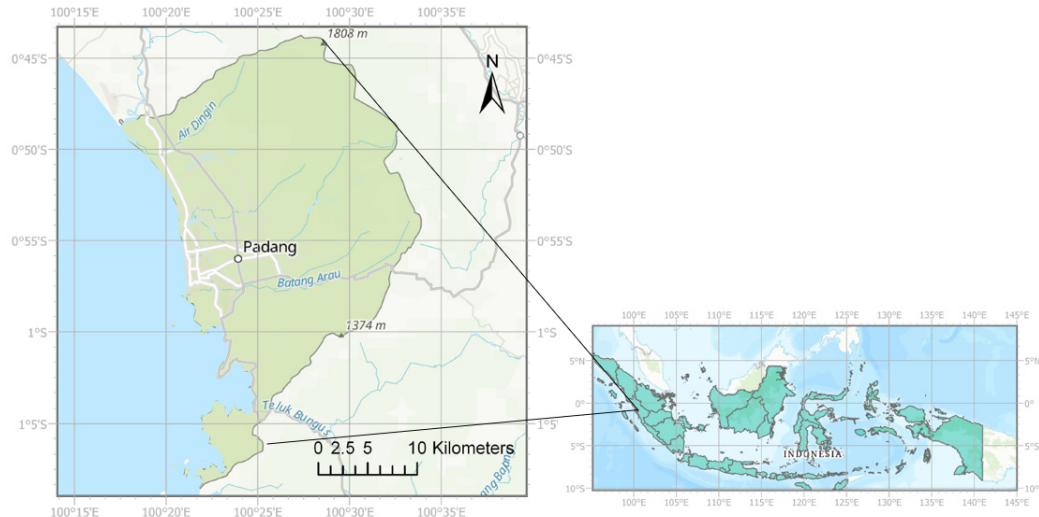 100°15'E 100°20'E 100°25'E 100°30'E 100°35'E
1808 m
0°45'S 0°45'S
N
Air Dingin
0°50'S 0°50'S
0°55'S 0°55'S
Padang
Batang Arau
1374 m
1°S 1°S
Teluk Bungus
1°5'S 1°5'S
0 2.5 5 10 Kilometers
100°15'E 100°20'E 100°25'E 100°30'E 100°35'E
100°E 105°E 110°E 115°E 120°E 125°E 130°E 135°E 140°E 145°E
5°N 5°N
0° 0°
5°S 5°S
INDONESIA
10°S 10°S
100°E 105°E 110°E 115°E 120°E 125°E 130°E 135°E 140°E 145°E